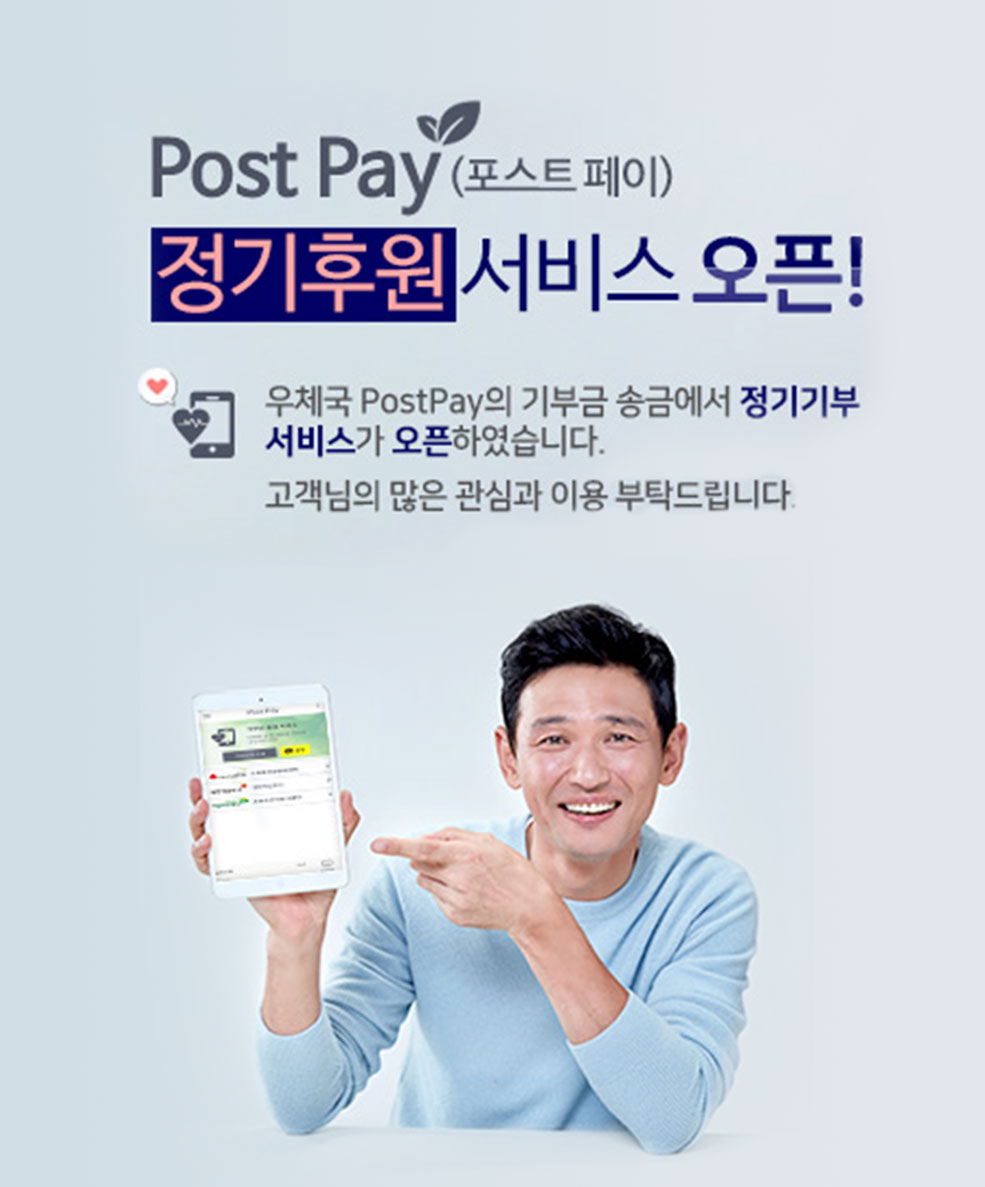 Post Pay (포스트 페이)
정기후원 서비스 오픈!
우체국 PostPay의 기부금 송금에서 정기기부
서비스가 오픈하였습니다.
고객님의 많은 관심과 이용 부탁드립니다.
Post Pay